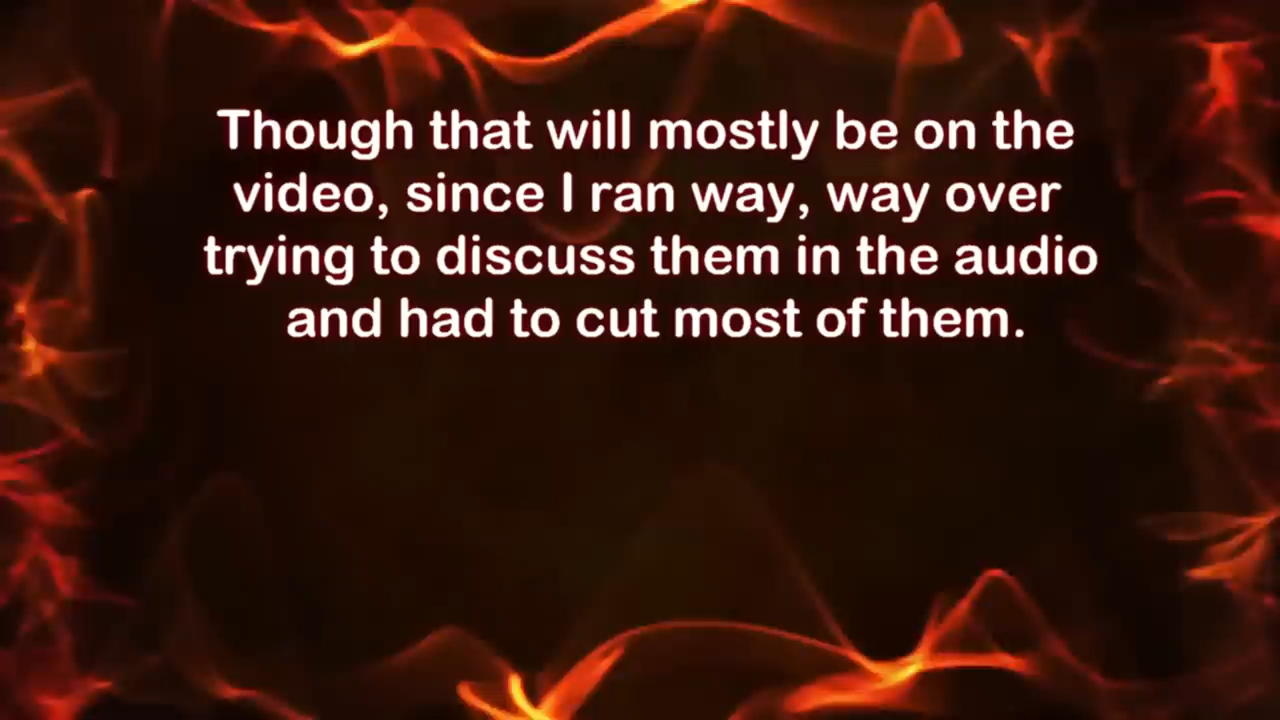 Though that will mostly be on the
video, since I ran way, way over
trying to discuss them in the audio
and had to cut most of them.